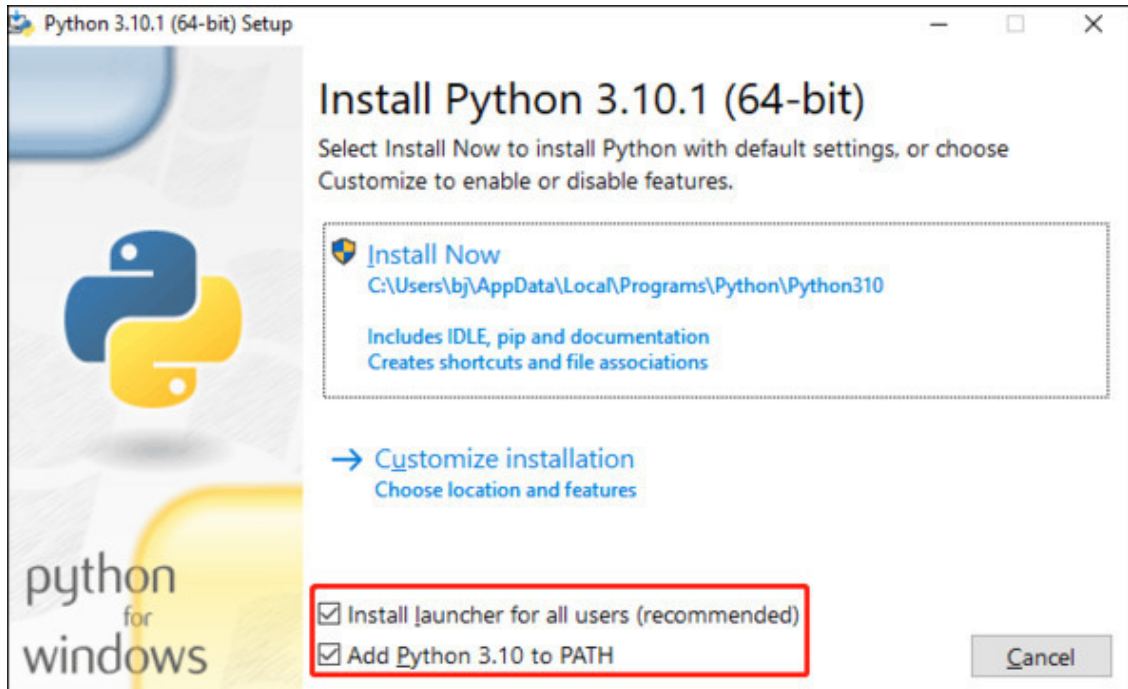 Python 3.10.1 (64-bit) Setup
Install Python 3.10.1 (64-bit)
Select Install Now to install Python with default settings, or choose
Customize to enable or disable features.
Install Now
C:\Users\bj\AppData\Local\Programs\Python\Python310
Includes IDLE, pip and documentation
Creates shortcuts and file associations
Customize installation
Choose location and features
python
for
windows
Install launcher for all users (recommended)
Add Python 3.10 to PATH
Cancel